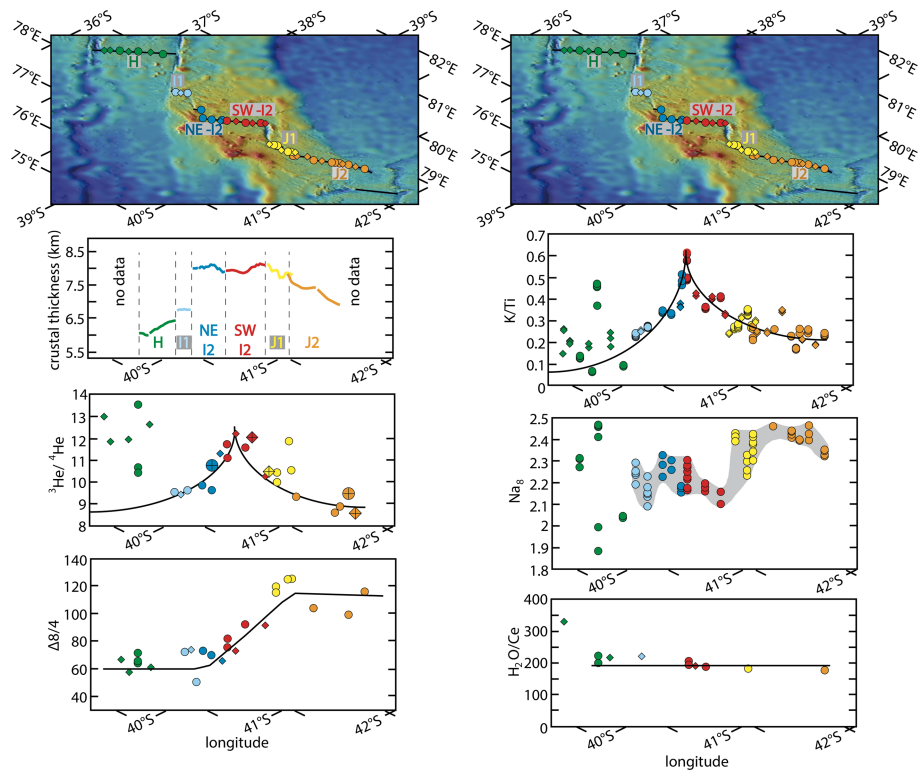 36°S
37°S
38°S
39°S
78°E
77°E
76°E
75°E
39°S
82°E
81°E
80°E
79°E
40°S
41°S
42°S
H
I1
SW -I2
NE -I2
J1
J2
36°S
37°S
38°S
39°S
78°E
77°E
76°E
75°E
39°S
82°E
81°E
80°E
79°E
40°S
41°S
42°S
H
I1
SW -I2
NE -I2
J1
J2
crustal thickness (km)
8.5
7.5
6.5
5.5
no data
no data
H
I1
NE
I2
SW
I2
J1
J2
40°S
41°S
42°S
3He/ 4He
14
13
12
11
10
9
8
40°S
41°S
42°S
Δ8/4
140
120
100
80
60
40
40°S
41°S
42°S
longitude
K/Ti
0.7
0.6
0.5
0.4
0.3
0.2
0.1
0
40°S
41°S
42°S
Na8
2.5
2.4
2.3
2.2
2.1
2
1.9
1.8
40°S
41°S
42°S
H2O/Ce
400
300
200
100
0
40°S
41°S
42°S
longitude